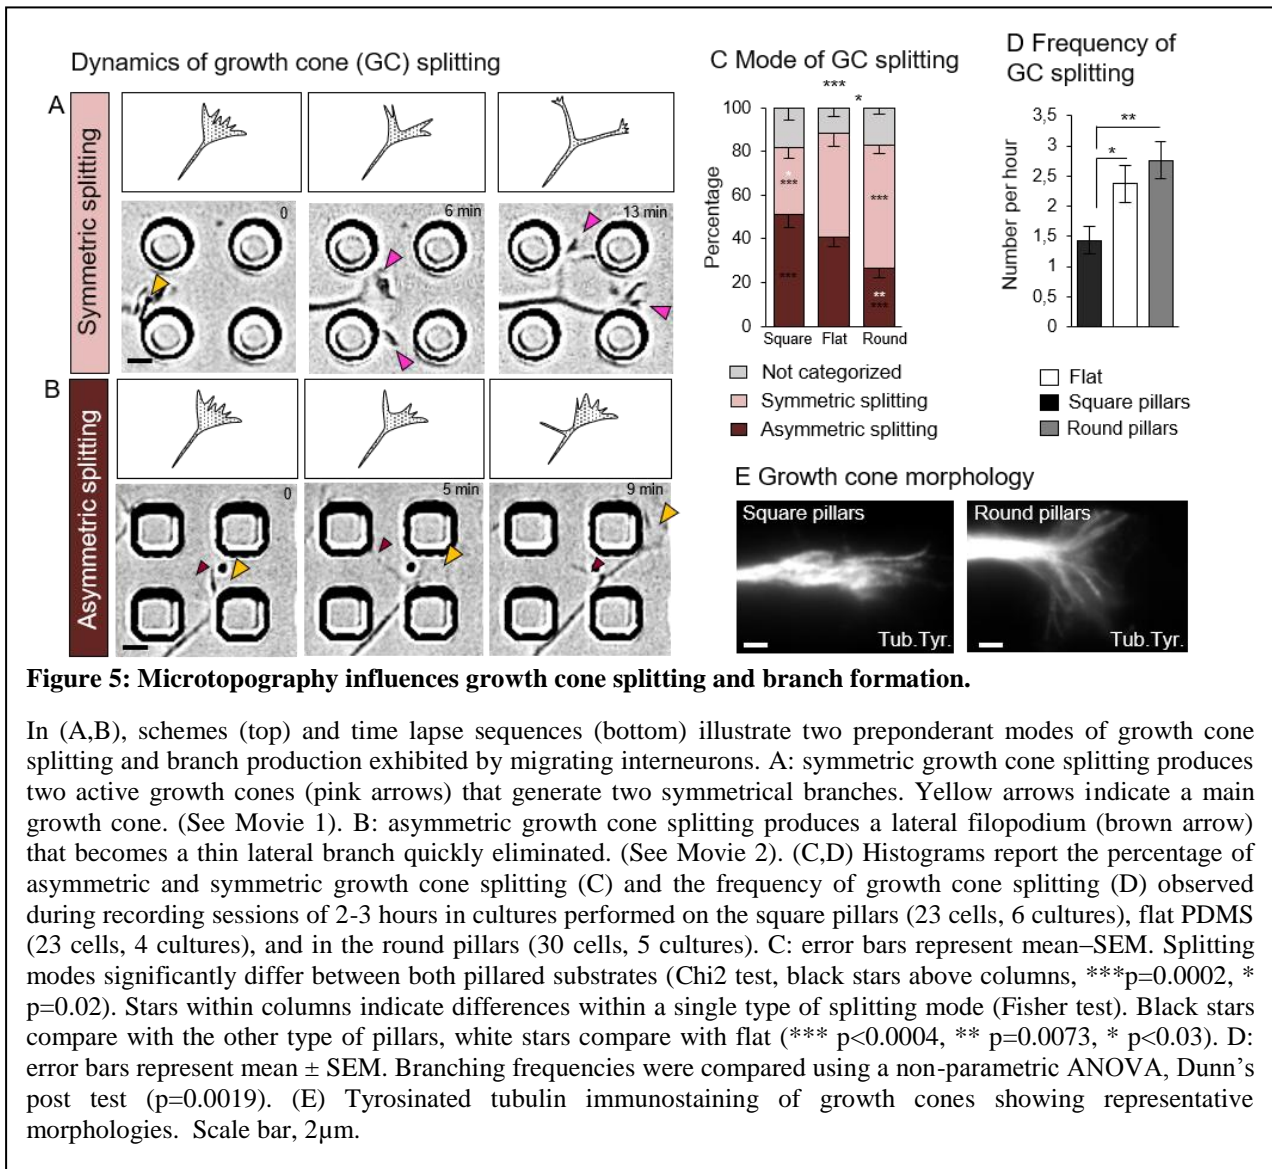 Dynamics of growth cone (GC) splitting
A
Symmetric splitting
0
6 min
13 min
B
Asymmetric splitting
0
5 min
9 min
C Mode of GC splitting
***
*
Percentage
100
80
60
40
20
0
*
***
***
***
**
***
Square Flat Round
Not categorized
Symmetric splitting
Asymmetric splitting
D Frequency of
GC splitting
Number per hour
3,5
3
2,5
2
1,5
1
0,5
0
**
*
Flat
Square pillars
Round pillars
E Growth cone morphology
Square pillars
Tub.Tyr.
Round pillars
Tub.Tyr.
Figure 5: Microtopography influences growth cone splitting and branch formation.
In (A,B), schemes (top) and time lapse sequences (bottom) illustrate two preponderant modes of growth cone
splitting and branch production exhibited by migrating interneurons. A: symmetric growth cone splitting produces
two active growth cones (pink arrows) that generate two symmetrical branches. Yellow arrows indicate a main
growth cone. (See Movie 1). B: asymmetric growth cone splitting produces a lateral filopodium (brown arrow)
that becomes a thin lateral branch quickly eliminated. (See Movie 2). (C,D) Histograms report the percentage of
asymmetric and symmetric growth cone splitting (C) and the frequency of growth cone splitting (D) observed
during recording sessions of 2-3 hours in cultures performed on the square pillars (23 cells, 6 cultures), flat PDMS
(23 cells, 4 cultures), and in the round pillars (30 cells, 5 cultures). C: error bars represent mean–SEM. Splitting
modes significantly differ between both pillared substrates (Chi2 test, black stars above columns, ***p=0.0002, *
p=0.02). Stars within columns indicate differences within a single type of splitting mode (Fisher test). Black stars
compare with the other type of pillars, white stars compare with flat (*** p<0.0004, ** p=0.0073, * p<0.03). D:
error bars represent mean ± SEM. Branching frequencies were compared using a non-parametric ANOVA, Dunn’s
post test (p=0.0019). (E) Tyrosinated tubulin immunostaining of growth cones showing representative
morphologies. Scale bar, 2µm.